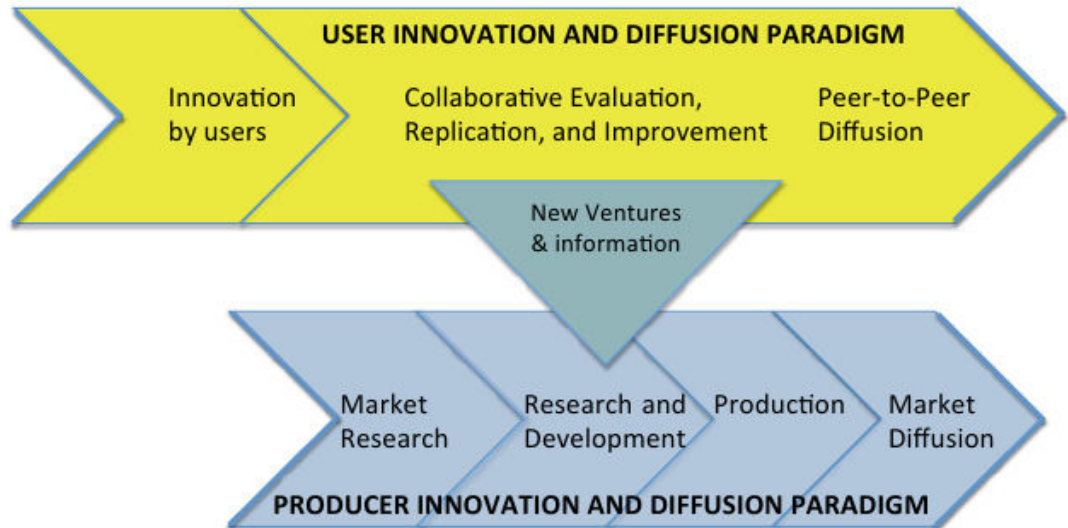 USER INNOVATION AND DIFFUSION PARADIGM
Innovation
by users
Collaborative Evaluation,
Replication, and Improvement
Peer-to-Peer
Diffusion
New Ventures
& information
Market
Research
Research and
Development
Production
Market
Diffusion
PRODUCER INNOVATION AND DIFFUSION PARADIGM